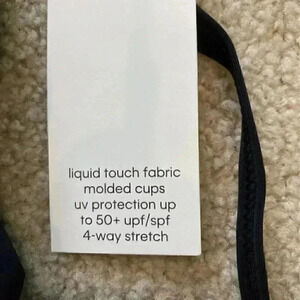 liquid touch fabric
molded cups
uv protection up
to 50+ upf/spf
4-way stretch